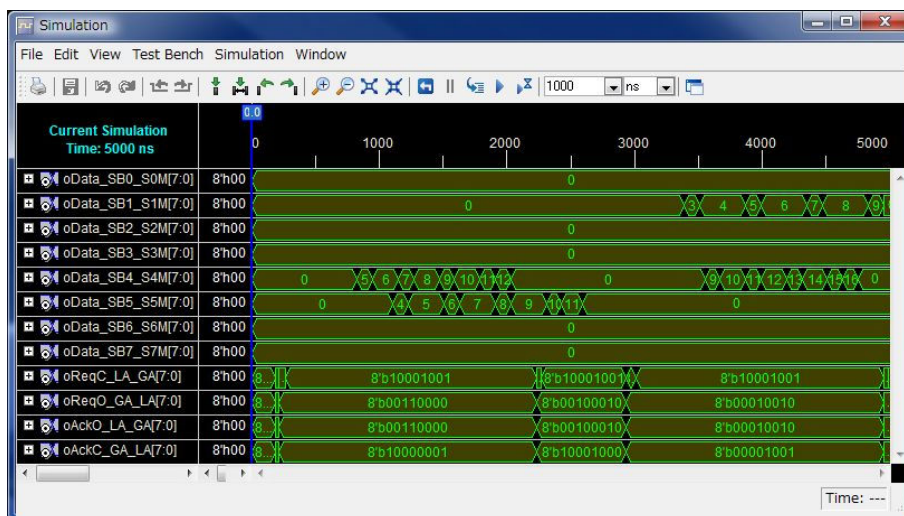 Simulation
File Edit View Test Bench Simulation Window
1000 ns
0.0
Current Simulation
Time: 5000 ns
0 1000 2000 3000 4000 5000
oData_SB0_S0M[7:0] 8'h00 0
oData_SB1_S1M[7:0] 8'h00 0 3 4 5 6 7 8 9
oData_SB2_S2M[7:0] 8'h00 0
oData_SB3_S3M[7:0] 8'h00 0
oData_SB4_S4M[7:0] 8'h00 0 5 6 7 8 9 10 11 12 0 9 10 11 12 13 14 15 16 0
oData_SB5_S5M[7:0] 8'h00 0 4 5 6 7 8 9 10 11 0
oData_SB6_S6M[7:0] 8'h00 0
oData_SB7_S7M[7:0] 8'h00 0
oReqC_LA_GA[7:0] 8'h00 8... 8'b10001001 8'b10001001 8'b10001001
oReqO_GA_LA[7:0] 8'h00 8... 8'b00110000 8'b00100010 8'b00010010
oAckO_LA_GA[7:0] 8'h00 8... 8'b00110000 8'b00100010 8'b00010010
oAckC_GA_LA[7:0] 8'h00 8... 8'b10000001 8'b10001000 8'b00001001
Time: ---